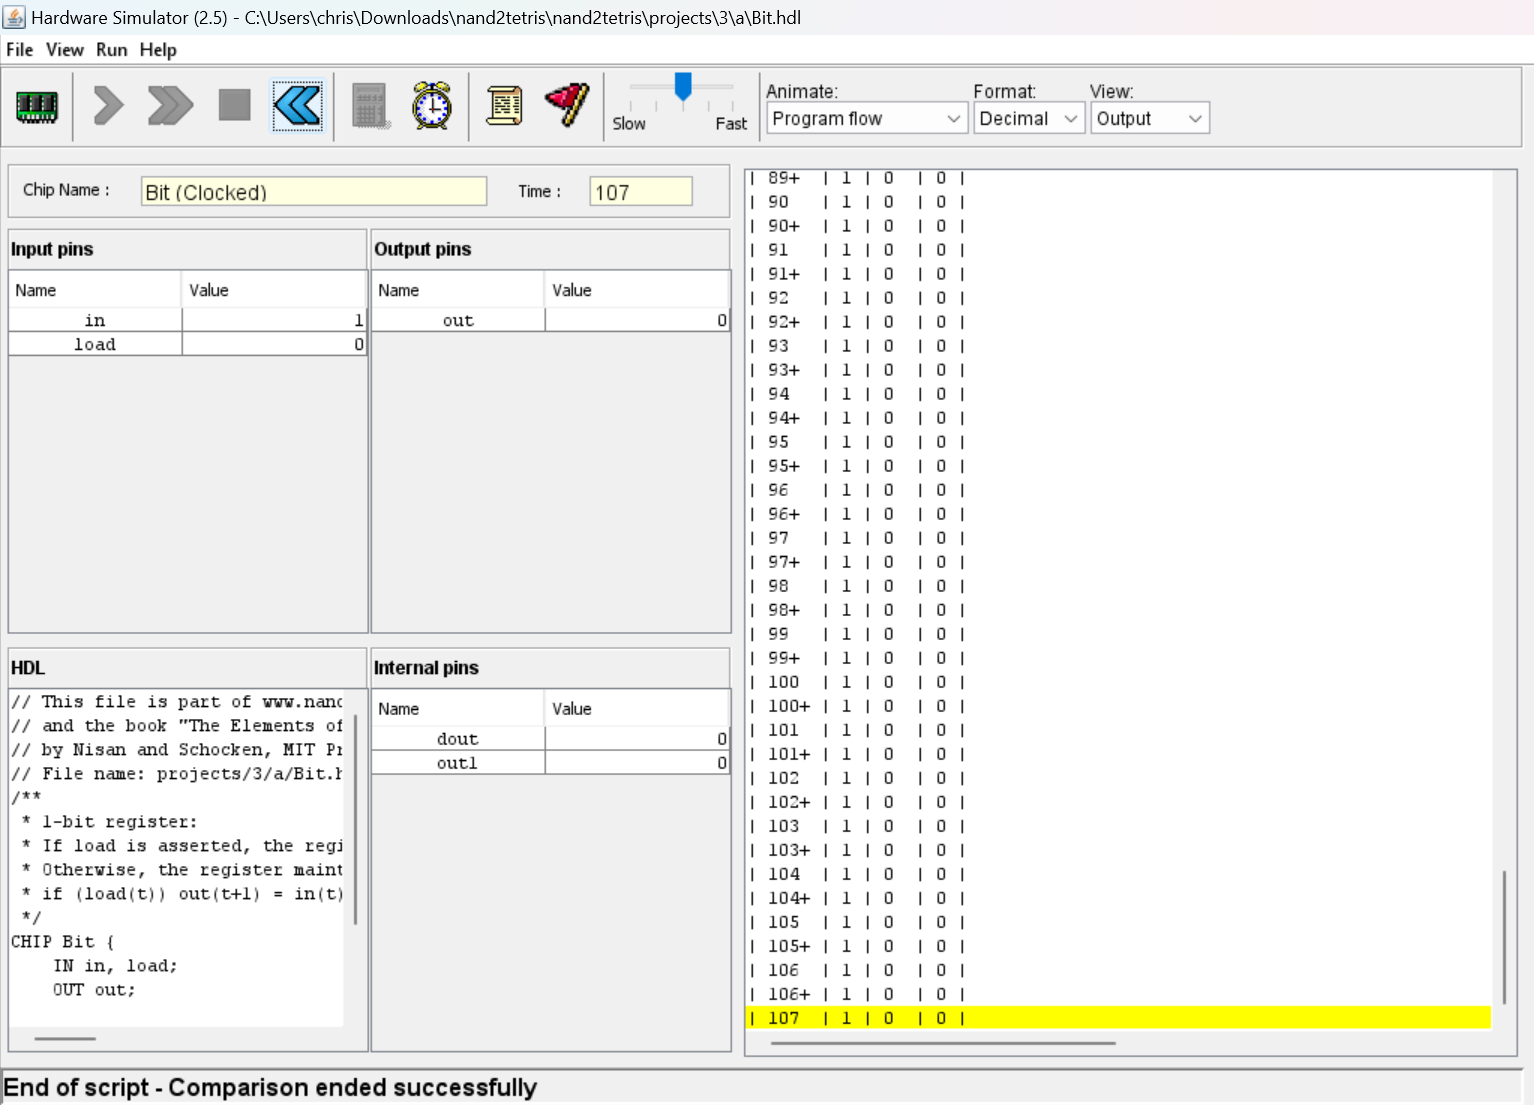 Hardware Simulator (2.5) - C:\Users\chris\Downloads\nand2tetris\nand2tetris\projects\3\a\Bit.hdl
File View Run Help
Slow Fast
Animate: Format: View:
Program flow Decimal Output
Chip Name : Bit (Clocked) Time : 107
Input pins
Name Value
in 1
load 0
Output pins
Name Value
out 0
HDL
// This file is part of www.nand
// and the book "The Elements of
// by Nisan and Schocken, MIT Pr
// File name: projects/3/a/Bit.h
/**
* 1-bit register:
* If load is asserted, the regi
* Otherwise, the register maint
* if (load(t)) out(t+1) = in(t)
*/
CHIP Bit {
IN in, load;
OUT out;
Internal pins
Name Value
dout 0
out1 0
| 89+ | 1 | 0 | 0 |
| 90 | 1 | 0 | 0 |
| 90+ | 1 | 0 | 0 |
| 91 | 1 | 0 | 0 |
| 91+ | 1 | 0 | 0 |
| 92 | 1 | 0 | 0 |
| 92+ | 1 | 0 | 0 |
| 93 | 1 | 0 | 0 |
| 93+ | 1 | 0 | 0 |
| 94 | 1 | 0 | 0 |
| 94+ | 1 | 0 | 0 |
| 95 | 1 | 0 | 0 |
| 95+ | 1 | 0 | 0 |
| 96 | 1 | 0 | 0 |
| 96+ | 1 | 0 | 0 |
| 97 | 1 | 0 | 0 |
| 97+ | 1 | 0 | 0 |
| 98 | 1 | 0 | 0 |
| 98+ | 1 | 0 | 0 |
| 99 | 1 | 0 | 0 |
| 99+ | 1 | 0 | 0 |
| 100 | 1 | 0 | 0 |
| 100+ | 1 | 0 | 0 |
| 101 | 1 | 0 | 0 |
| 101+ | 1 | 0 | 0 |
| 102 | 1 | 0 | 0 |
| 102+ | 1 | 0 | 0 |
| 103 | 1 | 0 | 0 |
| 103+ | 1 | 0 | 0 |
| 104 | 1 | 0 | 0 |
| 104+ | 1 | 0 | 0 |
| 105 | 1 | 0 | 0 |
| 105+ | 1 | 0 | 0 |
| 106 | 1 | 0 | 0 |
| 106+ | 1 | 0 | 0 |
| 107 | 1 | 0 | 0 |
End of script - Comparison ended successfully